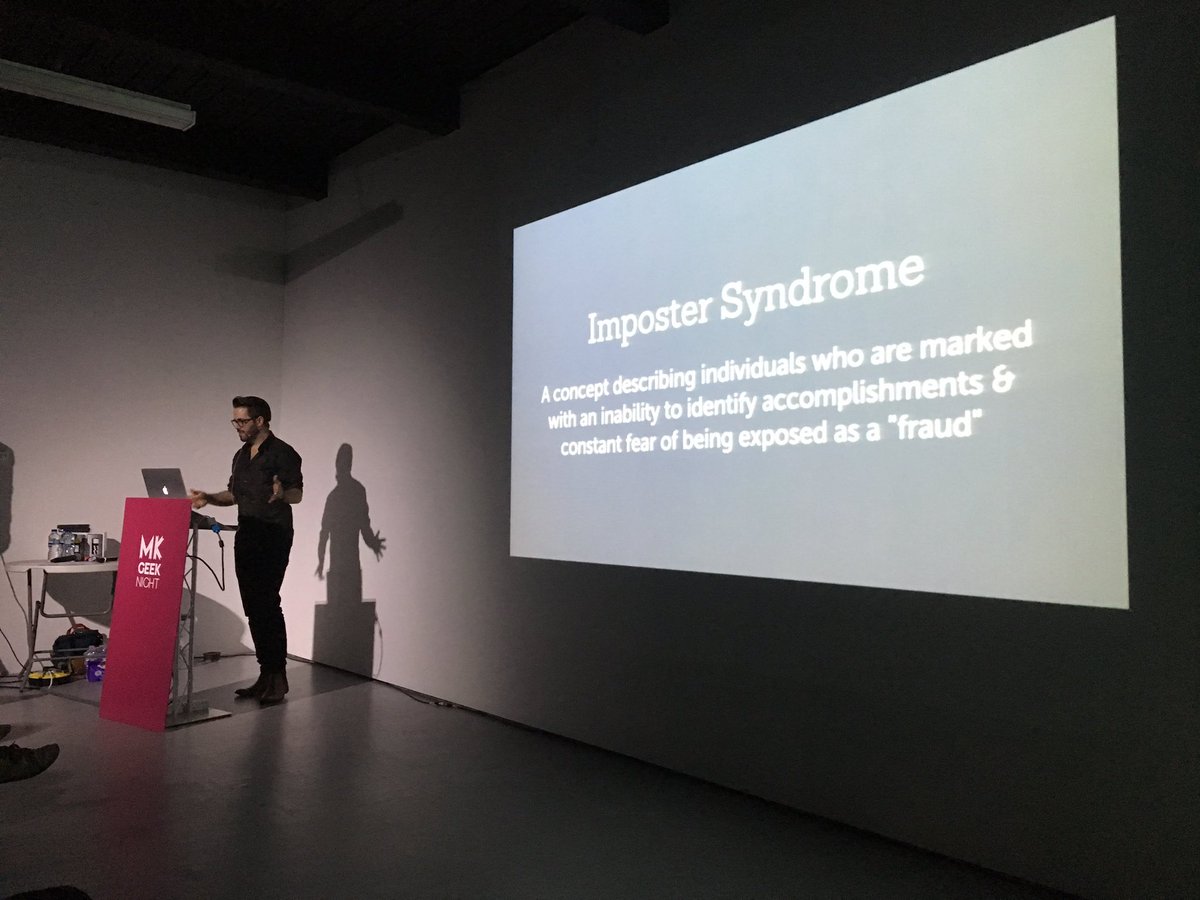 MK
GEEK
NIGHT
Imposter Syndrome
A concept describing individuals who are marked
with an inability to identify accomplishments &
constant fear of being exposed as a "fraud"